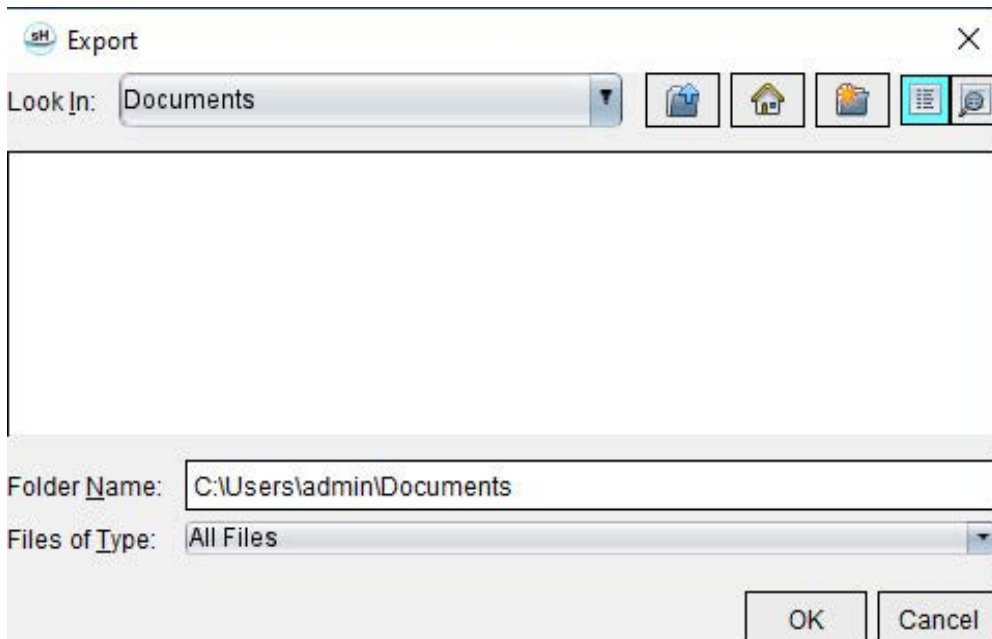 sH Export
Look In: Documents
Folder Name: C:\Users\admin\Documents
Files of Type: All Files
OK Cancel